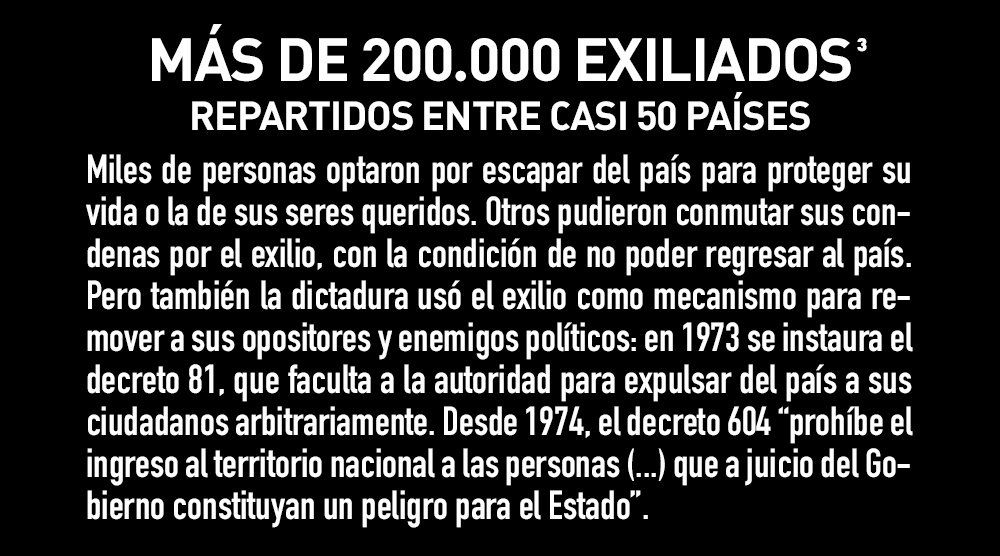 MÁS DE 200.000 EXILIADOS³
REPARTIDOS ENTRE CASI 50 PAÍSES
Miles de personas optaron por escapar del país para proteger su
vida o la de sus seres queridos. Otros pudieron conmutar sus con-
denas por el exilio, con la condición de no poder regresar al país.
Pero también la dictadura usó el exilio como mecanismo para re-
mover a sus opositores y enemigos políticos: en 1973 se instaura el
decreto 81, que faculta a la autoridad para expulsar del país a sus
ciudadanos arbitrariamente. Desde 1974, el decreto 604 “prohíbe el
ingreso al territorio nacional a las personas (...) que a juicio del Go-
bierno constituyan un peligro para el Estado”.